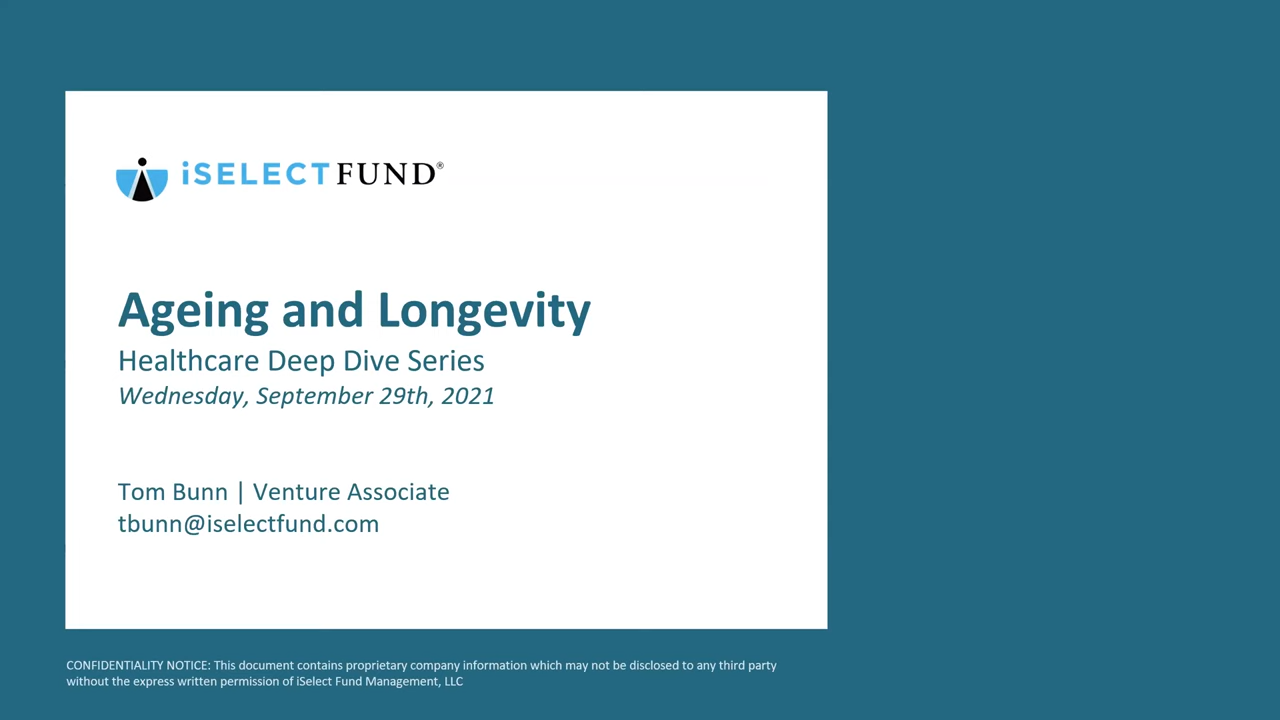 iSELECT FUND®
Ageing and Longevity
Healthcare Deep Dive Series
Wednesday, September 29th, 2021
Tom Bunn | Venture Associate
tbunn@iselectfund.com
CONFIDENTIALITY NOTICE: This document contains proprietary company information which may not be disclosed to any third party
without the express written permission of iSelect Fund Management, LLC